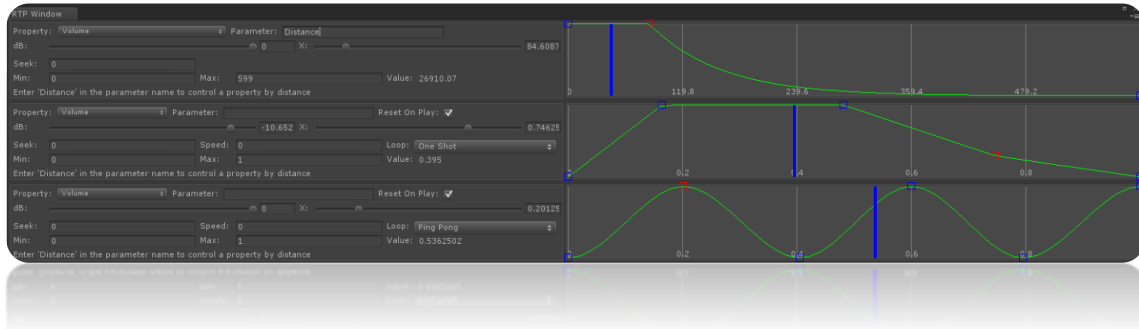 RTP Window
Property: Volume Parameter: Distance
dB: 0 X: 84.6087
Seek: 0
Min: 0 Max: 599 Value: 26910.07
Enter 'Distance' in the parameter name to control a property by distance
0 119.8 239.6 359.4 479.2
Property: Volume Parameter: Reset On Play:
dB: -10.652 X: 0.74625
Seek: 0 Speed: 0 Loop: One Shot
Min: 0 Max: 1 Value: 0.395
Enter 'Distance' in the parameter name to control a property by distance
0 0.2 0.4 0.6 0.8
Property: Volume Parameter: Reset On Play:
dB: 0 X: 0.20125
Seek: 0 Speed: 0 Loop: Ping Pong
Min: 0 Max: 1 Value: 0.5362502
Enter 'Distance' in the parameter name to control a property by distance
0 0.2 0.4 0.6 0.8